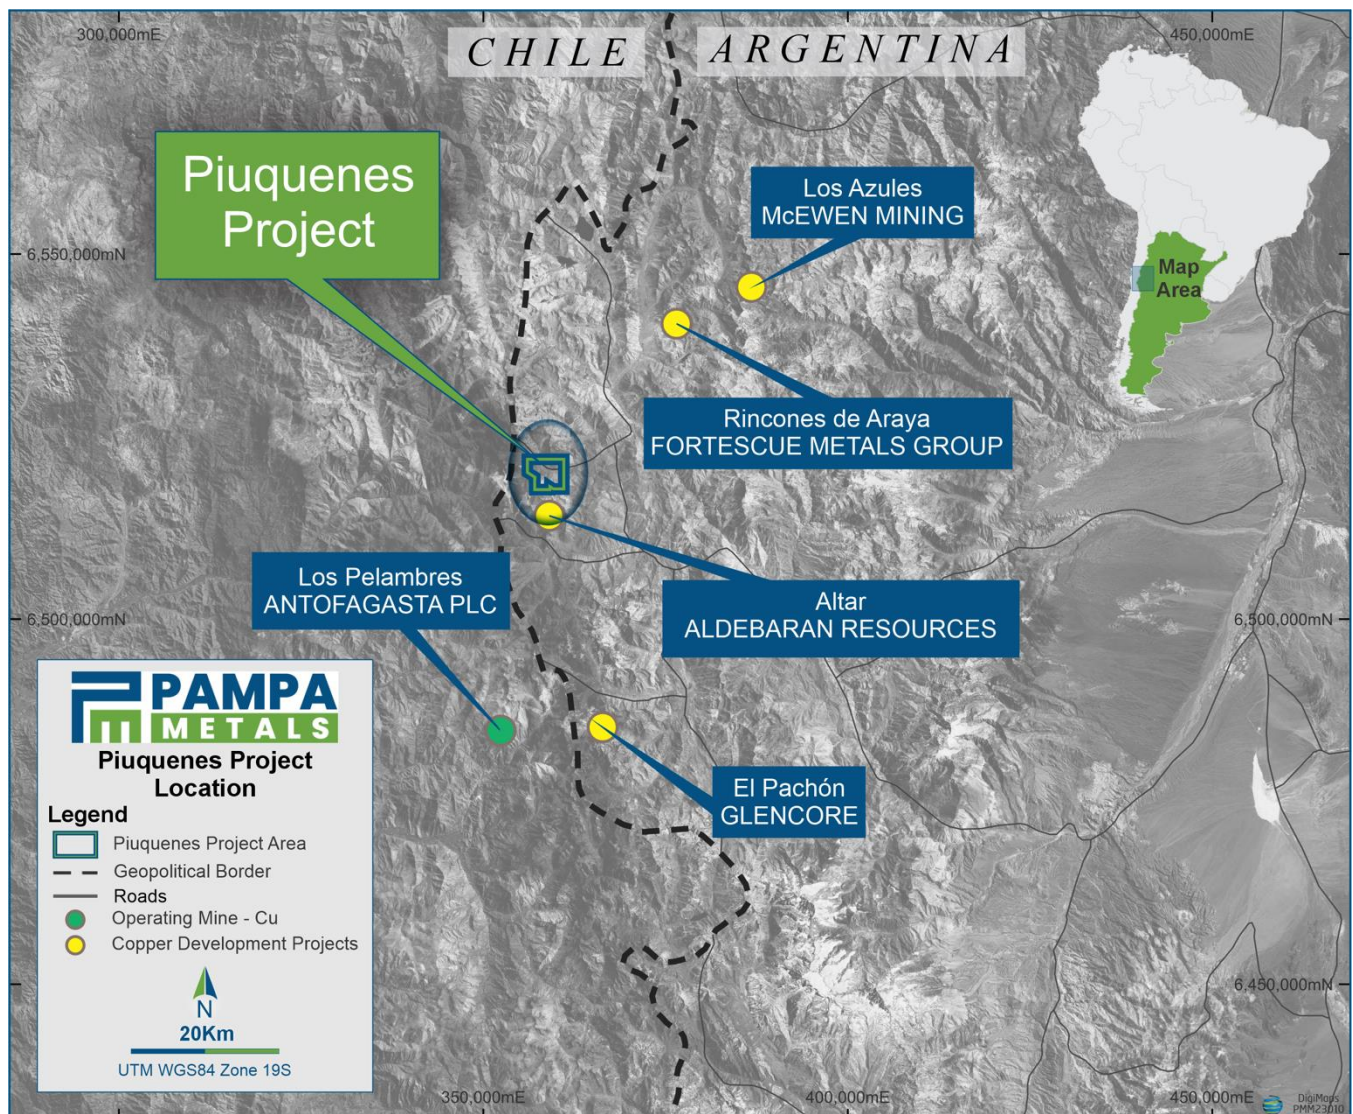 300,000mE
CHILE
ARGENTINA
450,000mE
Piuquenes
Project
Los Azules
McEWEN MINING
6,550,000mN
Map
Area
Rincones de Araya
FORTESCUE METALS GROUP
Los Pelambres
ANTOFAGASTA PLC
Altar
ALDEBARAN RESOURCES
6,500,000mN
6,500,000mN
PAMPA
METALS
Piuquenes Project
Location
El Pachón
GLENCORE
Legend
Piuquenes Project Area
Geopolitical Border
Roads
Operating Mine - Cu
Copper Development Projects
N
20Km
UTM WGS84 Zone 19S
6,450,000mN
350,000mE
400,000mE
450,000mE
DigiMaps
PMM23010